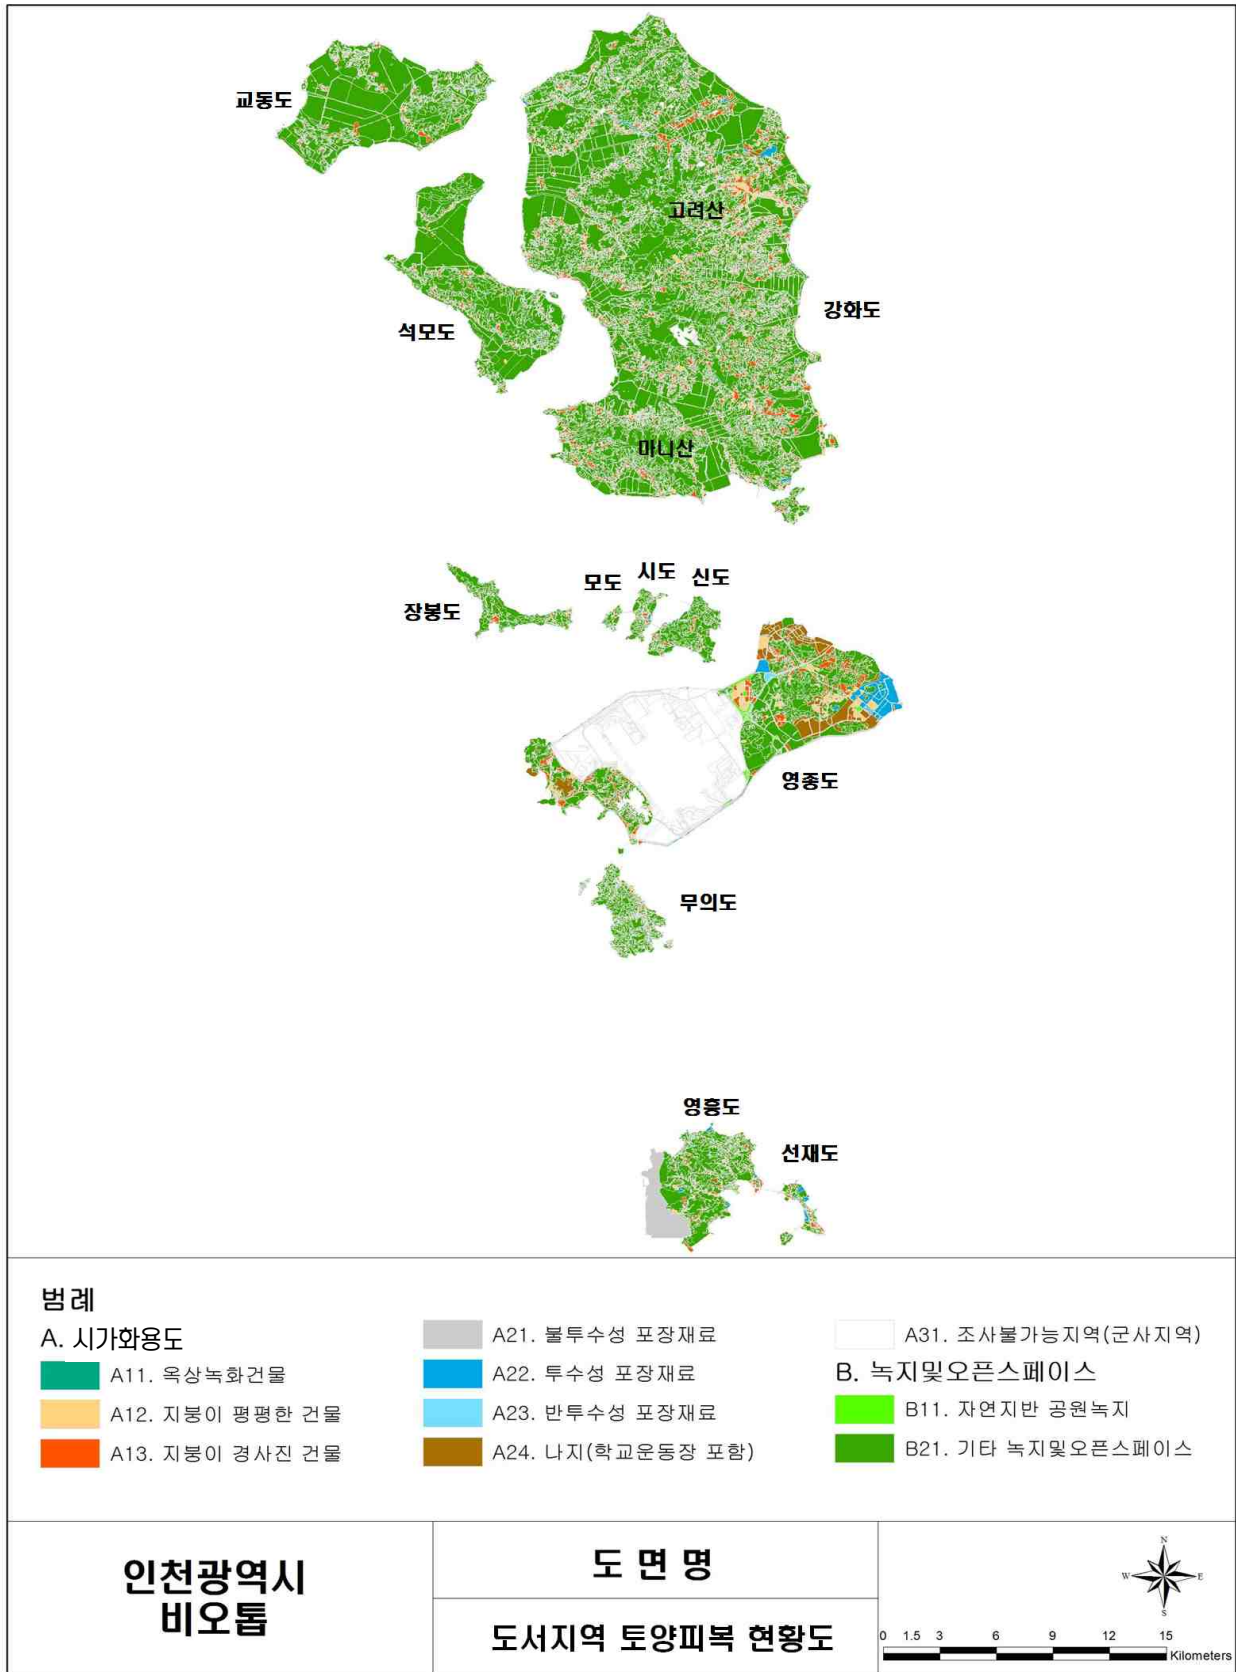 교동도
고려산
강화도
석모도
마니산
장봉도
모도
시도
신도
영종도
무의도
영흥도
선재도
범례
A. 시가화용도
A11. 옥상녹화건물
A12. 지붕이 평평한 건물
A13. 지붕이 경사진 건물
A21. 불투수성 포장재료
A22. 투수성 포장재료
A23. 반투수성 포장재료
A24. 나지(학교운동장 포함)
A31. 조사불가능지역(군사지역)
B. 녹지및오픈스페이스
B11. 자연지반 공원녹지
B21. 기타 녹지및오픈스페이스
인천광역시
비오톱
도 면 명
도서지역 토양피복 현황도
N
W E
S
0 1.5 3 6 9 12 15
Kilometers